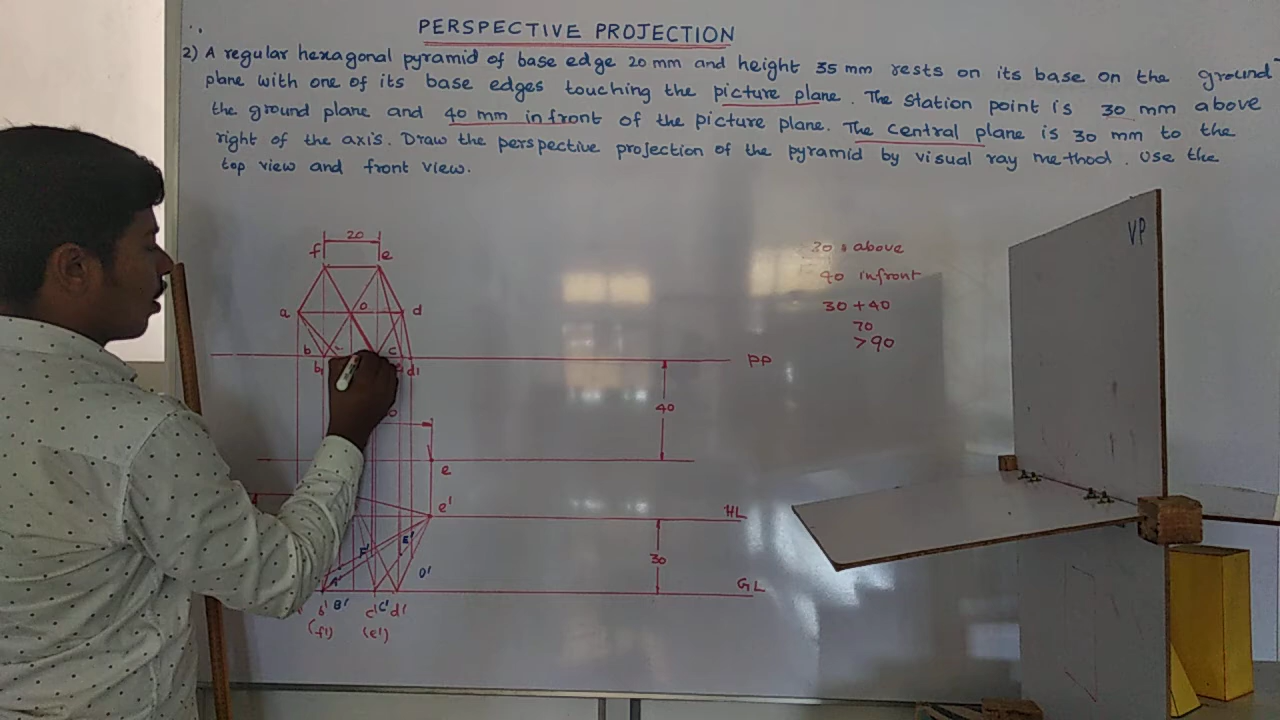 PERSPECTIVE PROJECTION
2) A regular hexagonal pyramid of base edge 20 mm and height 35 mm rests on its base on the ground
plane with one of its base edges touching the picture plane. The station point is 30 mm above
the ground plane and 40 mm infront of the picture plane. The central plane is 30 mm to the
right of the axis. Draw the perspective projection of the pyramid by visual ray method. Use the
top view and front view.
VP
20
f e
a o d
b c
b1 d1
PP
40
e
e'
HL
30
GL
A' F' E' D'
b' B' c' C' d'
(f') (e')
30 above
40 infront
30 + 40
70
> 90